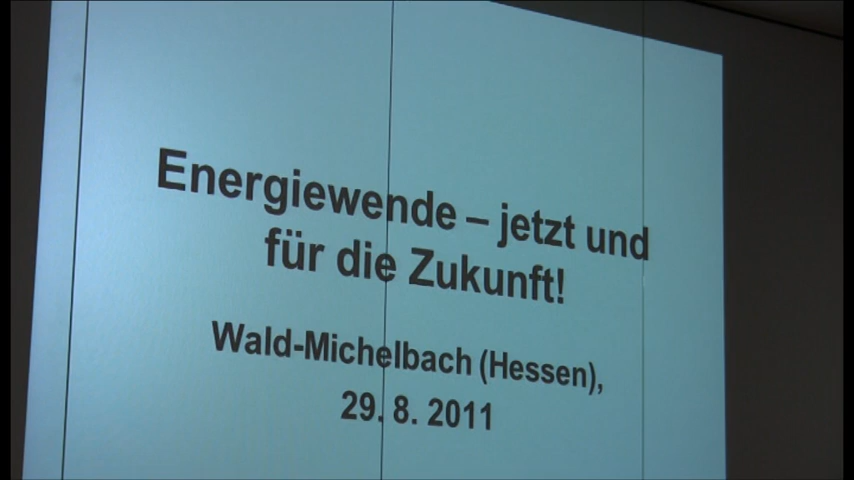 Energiewende – jetzt und
für die Zukunft!
Wald-Michelbach (Hessen),
29. 8. 2011